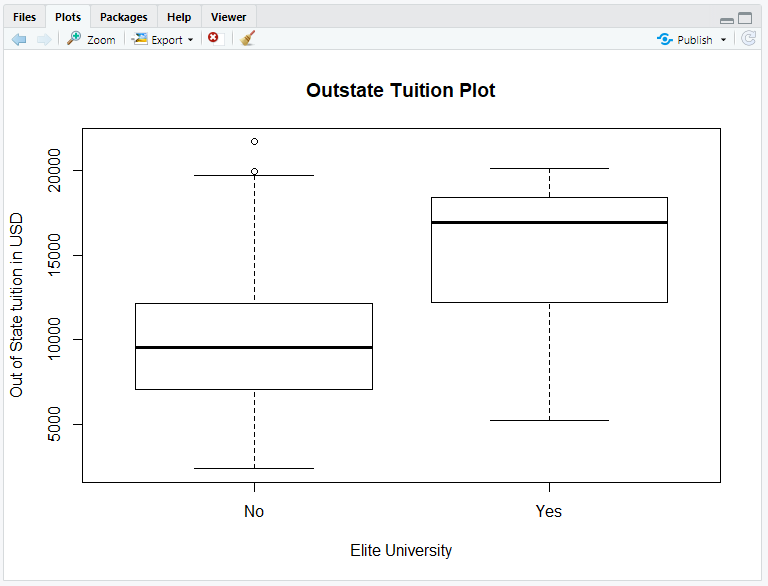 Files Plots Packages Help Viewer
Zoom Export Publish
Outstate Tuition Plot
Out of State tuition in USD
20000
15000
10000
5000
No Yes
Elite University